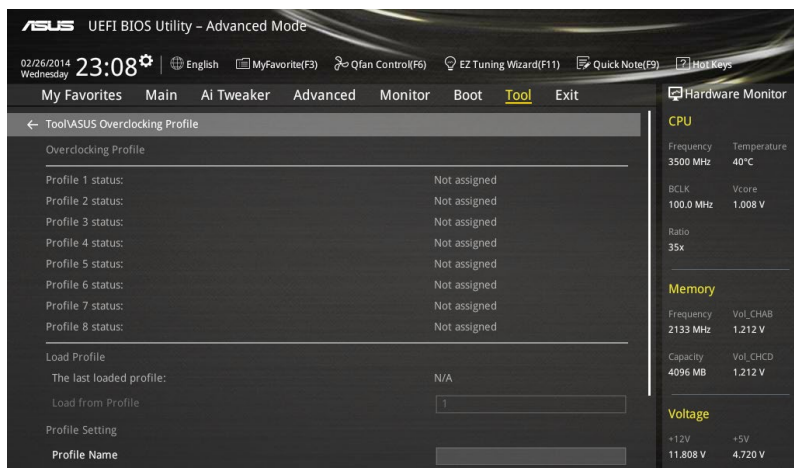 ASUS UEFI BIOS Utility – Advanced Mode
02/26/2014 Wednesday 23:08 English MyFavorite(F3) Qfan Control(F6) EZ Tuning Wizard(F11) Quick Note(F9) ? Hot Keys
My Favorites Main Ai Tweaker Advanced Monitor Boot Tool Exit
← Tool\ASUS Overclocking Profile
Overclocking Profile
Profile 1 status: Not assigned
Profile 2 status: Not assigned
Profile 3 status: Not assigned
Profile 4 status: Not assigned
Profile 5 status: Not assigned
Profile 6 status: Not assigned
Profile 7 status: Not assigned
Profile 8 status: Not assigned
Load Profile
The last loaded profile: N/A
Load from Profile 1
Profile Setting
Profile Name
Hardware Monitor
CPU
Frequency Temperature
3500 MHz 40°C
BCLK Vcore
100.0 MHz 1.008 V
Ratio
35x
Memory
Frequency Vol_CHAB
2133 MHz 1.212 V
Capacity Vol_CHCD
4096 MB 1.212 V
Voltage
+12V +5V
11.808 V 4.720 V